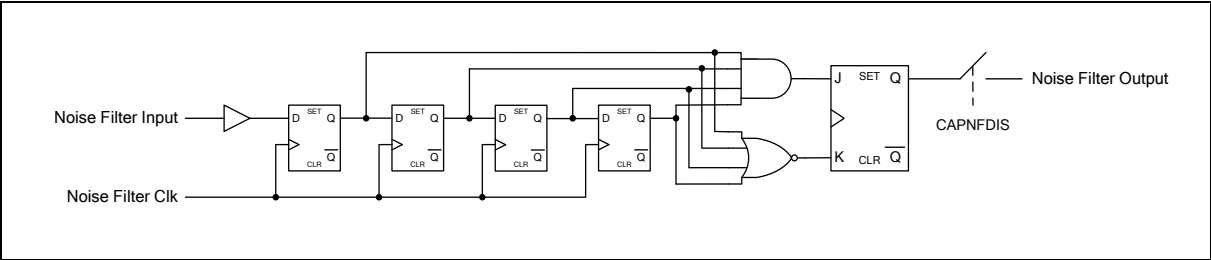 J SET Q
Noise Filter Output
CAPNFDIS
K CLR Q
Noise Filter Input
D SET Q
CLR Q
D SET Q
CLR Q
D SET Q
CLR Q
D SET Q
CLR Q
Noise Filter Clk